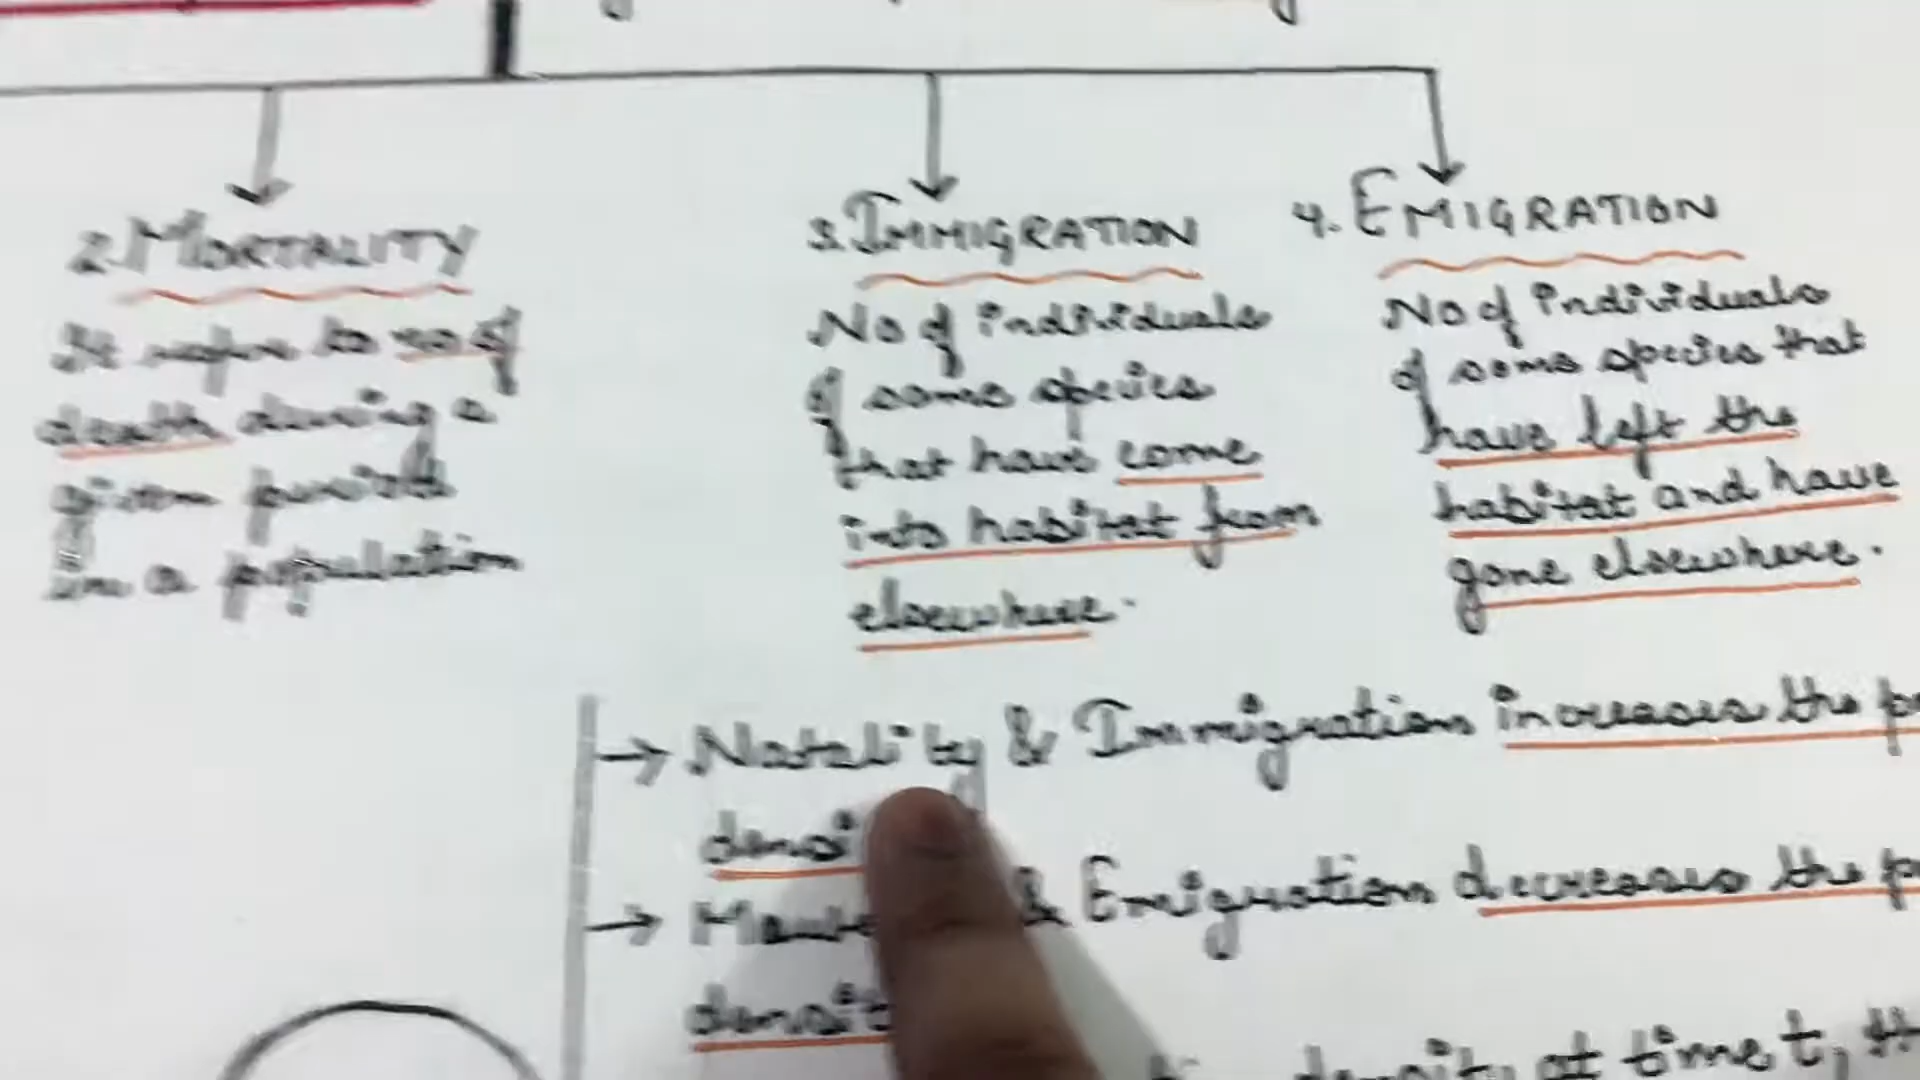 2. MORTALITY
It refers to no of
death during a
given period
in a population
3. IMMIGRATION
No of individuals
of same species
that have come
into habitat from
elsewhere.
4. EMIGRATION
No of individuals
of same species that
have left the
habitat and have
gone elsewhere.
→ Natality & Immigration increases the
→ & Emigration decreases the
density at time t,